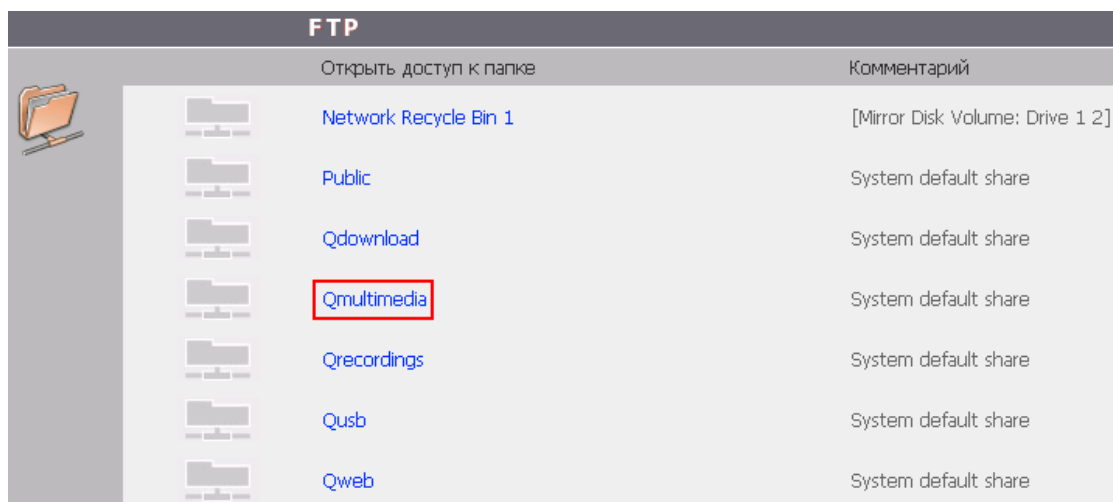 FTP
Открыть доступ к папке Комментарий
Network Recycle Bin 1 [Mirror Disk Volume: Drive 1 2]
Public System default share
Qdownload System default share
Qmultimedia System default share
Qrecordings System default share
Qusb System default share
Qweb System default share